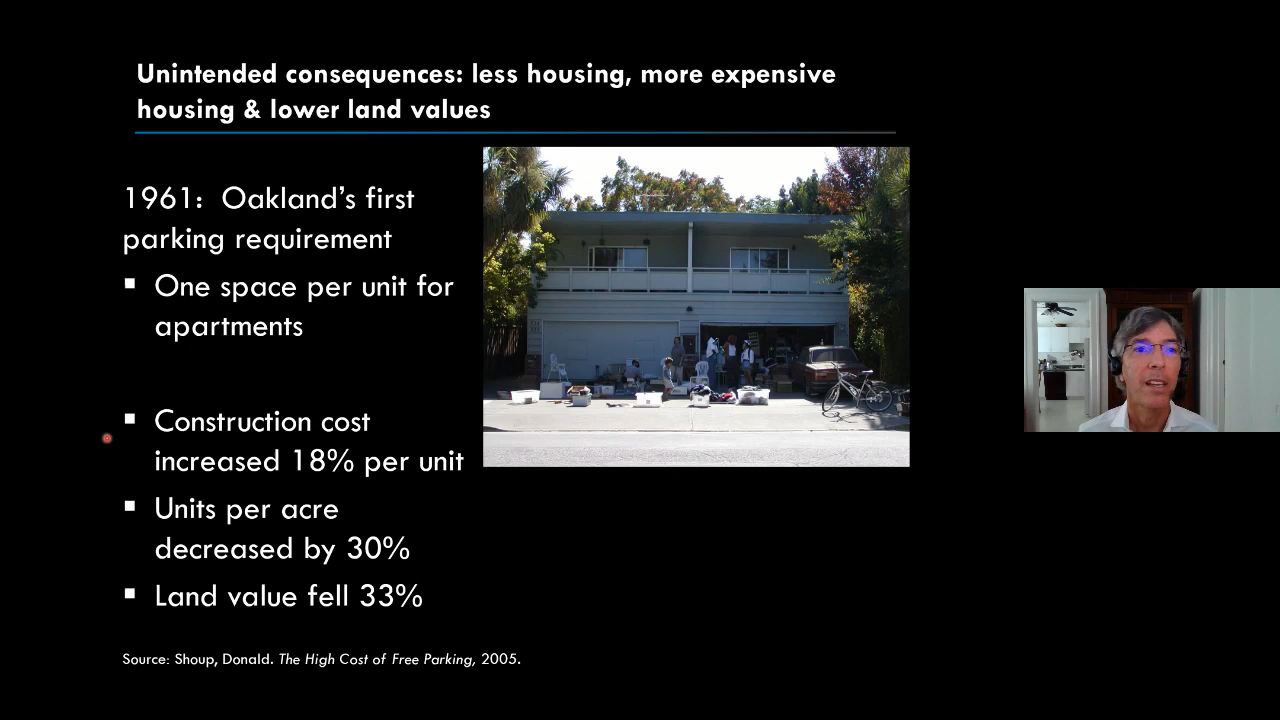 Unintended consequences: less housing, more expensive
housing & lower land values
1961:  Oakland’s first
parking requirement
▪ One space per unit for
apartments
▪ Construction cost
increased 18% per unit
▪ Units per acre
decreased by 30%
▪ Land value fell 33%
Source: Shoup, Donald. The High Cost of Free Parking, 2005.